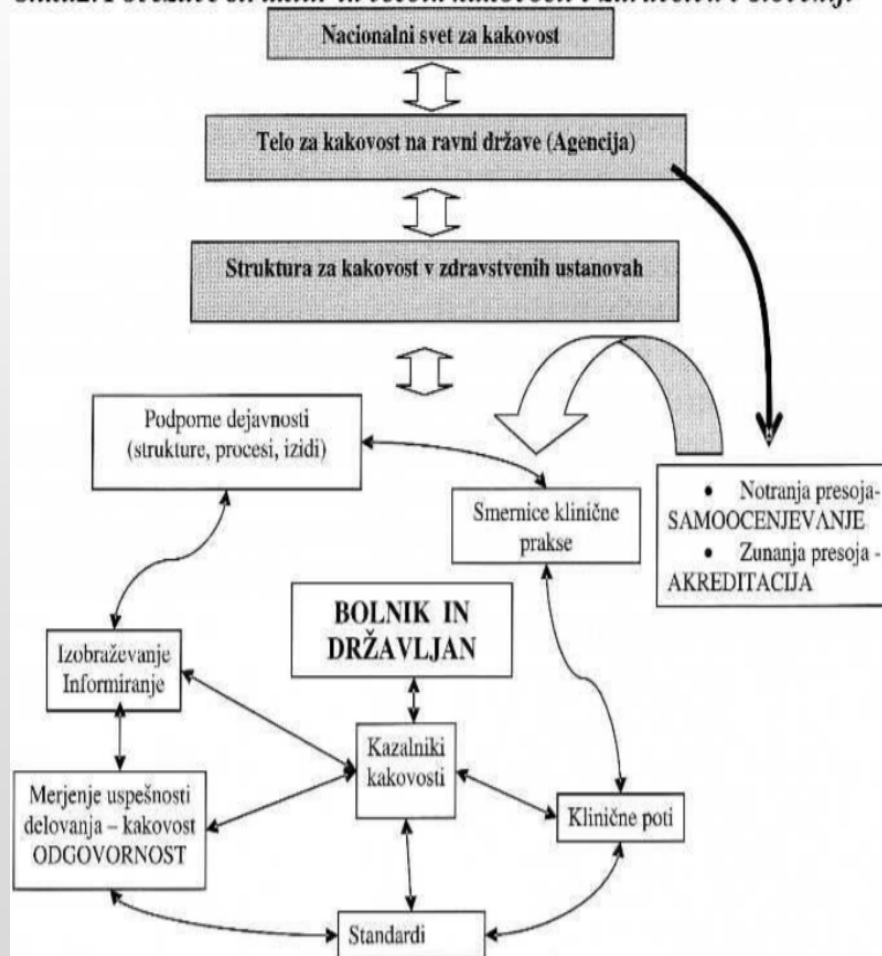 Nacionalni svet za kakovost
Telo za kakovost na ravni države (Agencija)
Struktura za kakovost v zdravstvenih ustanovah
Podporne dejavnosti
(strukture, procesi, izidi)
Smernice klinične
prakse
• Notranja presoja-
SAMOOCENJEVANJE
• Zunanja presoja -
AKREDITACIJA
BOLNIK IN
DRŽAVLJAN
Izobraževanje
Informiranje
Kazalniki
kakovosti
Merjenje uspešnosti
delovanja – kakovost
ODGOVORNOST
Klinične poti
Standardi